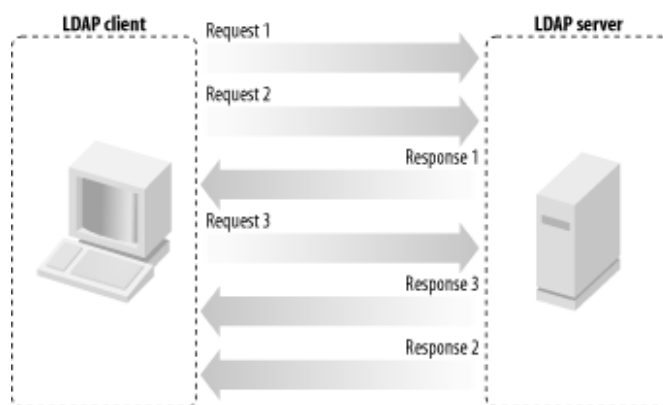 LDAP client
LDAP server
Request 1
Request 2
Response 1
Request 3
Response 3
Response 2